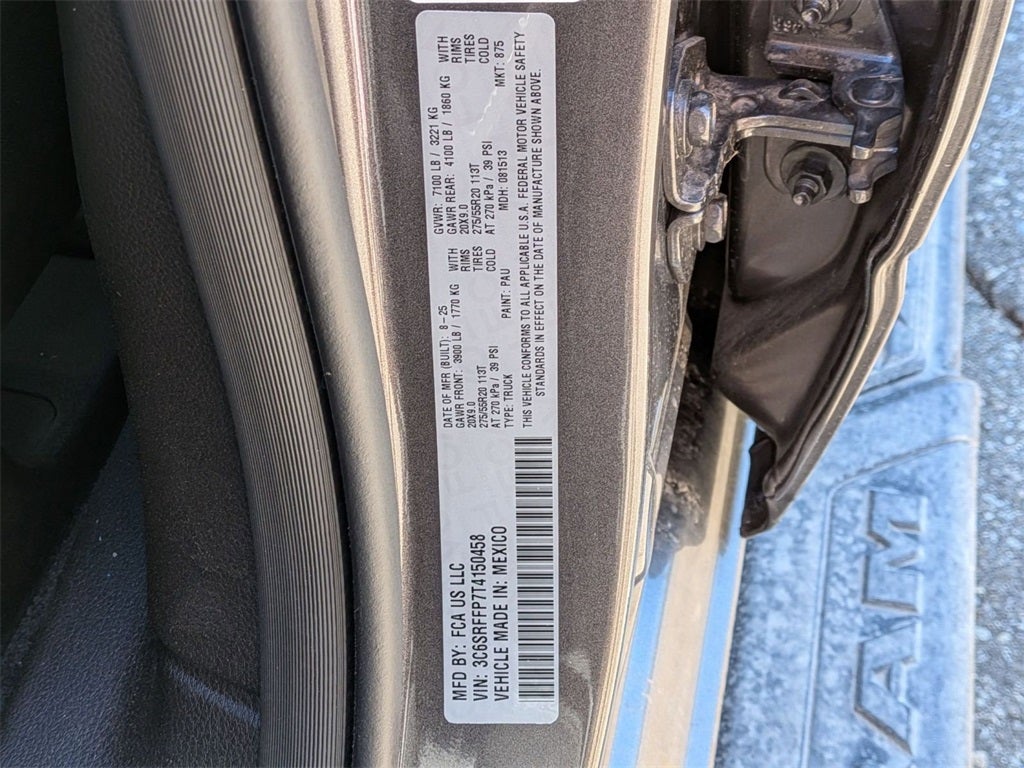 MFD BY: FCA US LLC
VIN: 3C6SRFFP7T4150458
VEHICLE MADE IN: MEXICO
DATE OF MFR (BUILT): 8-25 GVWR: 7100 LB / 3221 KG
GAWR FRONT: 3900 LB / 1770 KG WITH GAWR REAR: 4100 LB / 1860 KG WITH
20X9.0 RIMS 20X9.0 RIMS
275/55R20 113T TIRES 275/55R20 113T TIRES
AT 270 kPa / 39 PSI COLD AT 270 kPa / 39 PSI COLD
TYPE: TRUCK PAINT: PAU MDH: 081513 MKT: 875
THIS VEHICLE CONFORMS TO ALL APPLICABLE U.S.A. FEDERAL MOTOR VEHICLE SAFETY
STANDARDS IN EFFECT ON THE DATE OF MANUFACTURE SHOWN ABOVE.
RAM